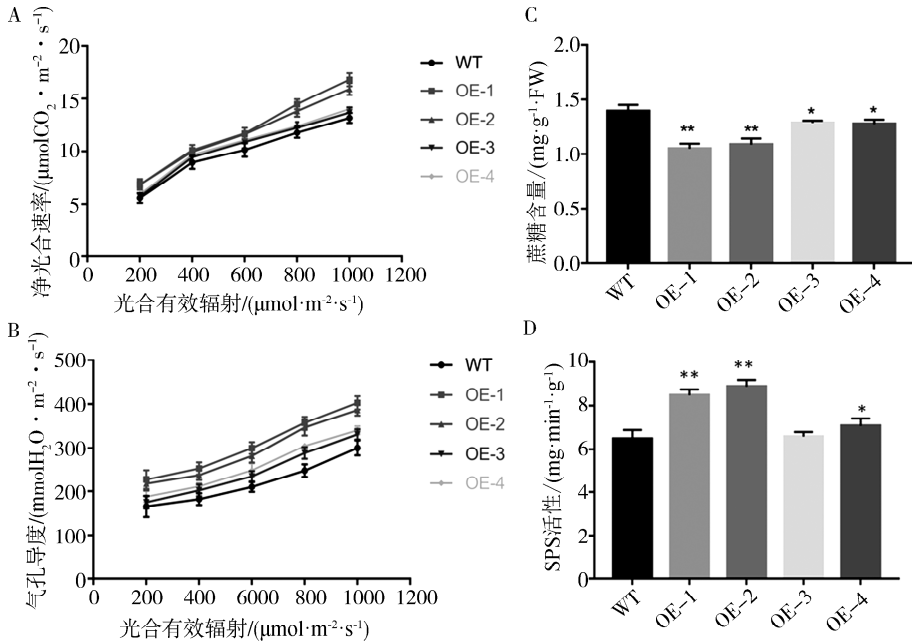 A
净光合速率/(μmolCO₂·m⁻²·s⁻¹)
20
15
10
5
0
0
200
400
600
800
1000
1200
光合有效辐射/(μmol·m⁻²·s⁻¹)
WT
OE-1
OE-2
OE-3
OE-4
B
气孔导度/(mmolH₂O·m⁻²·s⁻¹)
500
400
300
200
100
0
0
200
400
6000
800
1000
1200
光合有效辐射/(μmol·m⁻²·s⁻¹)
WT
OE-1
OE-2
OE-3
OE-4
C
蔗糖含量/(mg·g⁻¹·FW)
2.0
1.5
1.0
0.5
0.0
**
**
*
*
WT
OE-1
OE-2
OE-3
OE-4
D
SPS活性/(mg·min⁻¹·g⁻¹)
10
8
6
4
2
0
**
**
*
WT
OE-1
OE-2
OE-3
OE-4